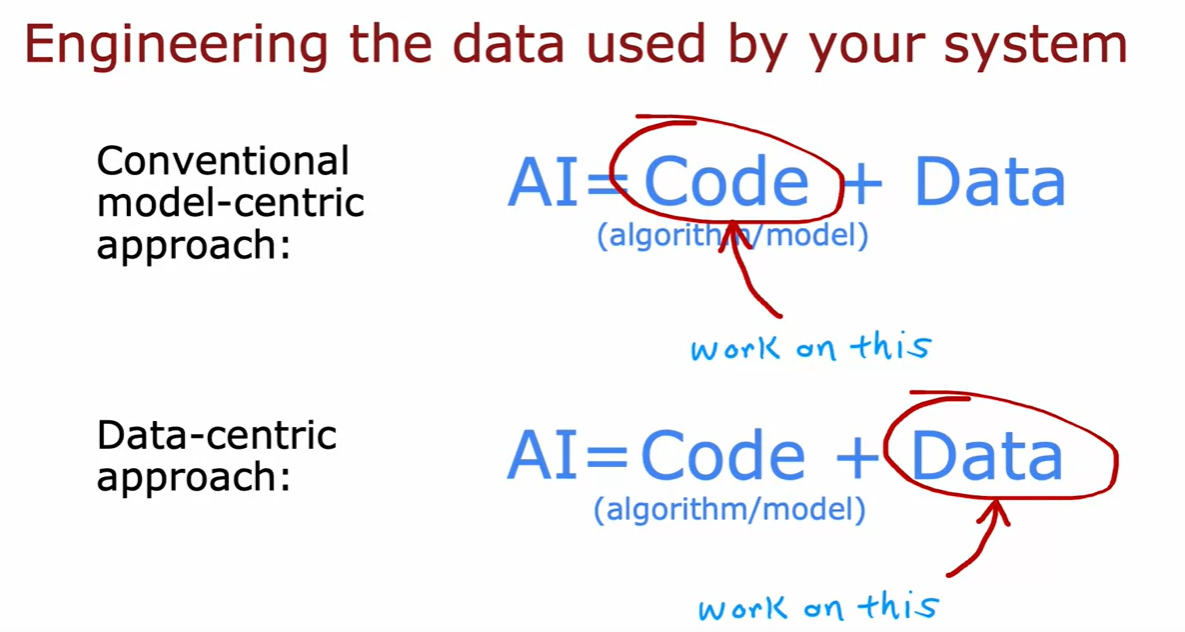 Engineering the data used by your system
Conventional
model-centric
approach:
AI=Code + Data
(algorithm/model)
work on this
Data-centric
approach:
AI=Code + Data
(algorithm/model)
work on this